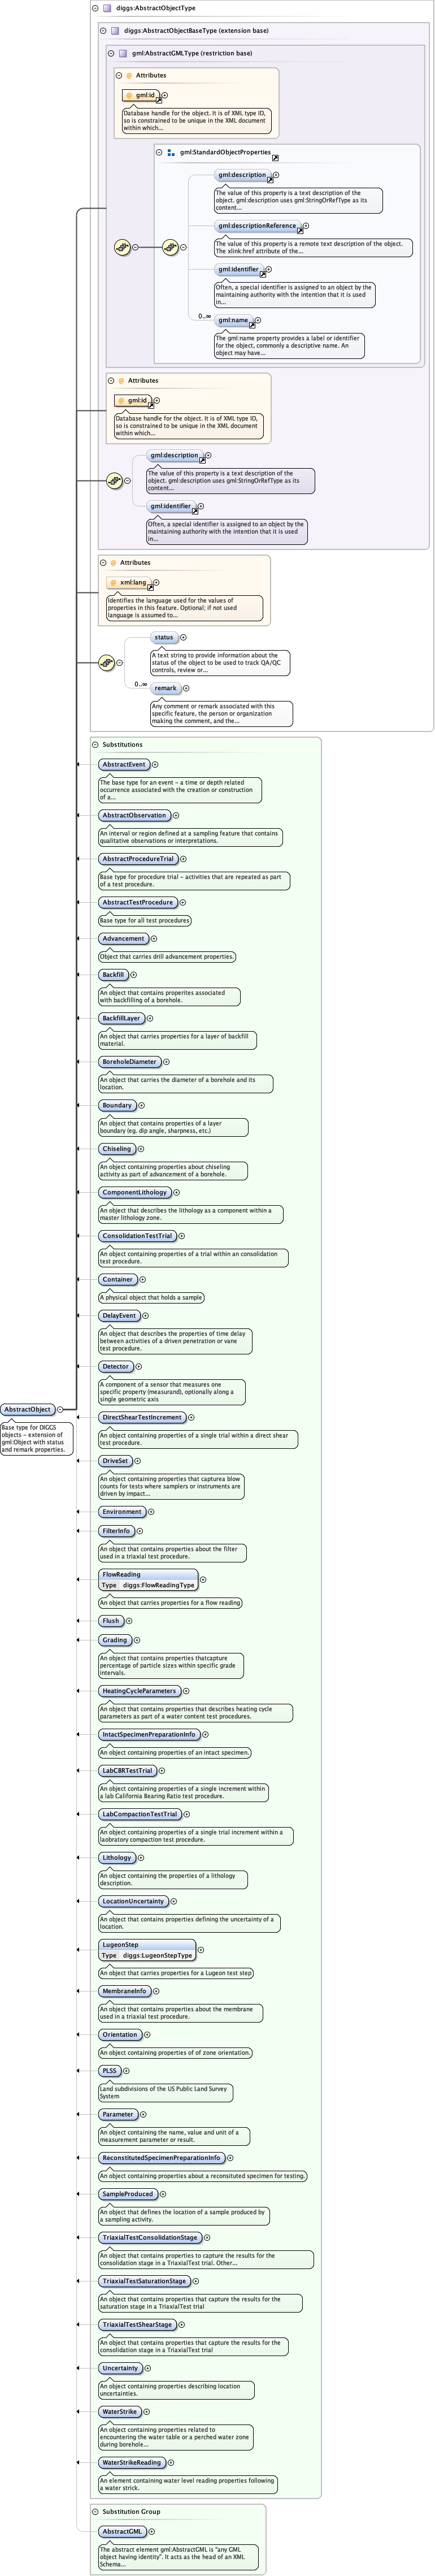 diggs:AbstractObjectType
diggs:AbstractObjectBaseType (extension base)
gml:AbstractGMLType (restriction base)
@ Attributes
gml:id
Database handle for the object. It is of XML type ID,
so is constrained to be unique in the XML document
within which...
gml:StandardObjectProperties
gml:description
The value of this property is a text description of the
object. gml:description uses gml:StringOrRefType as its
content...
gml:descriptionReference
The value of this property is a remote text description of the object.
The xlink:href attribute of the...
gml:identifier
Often, a special identifier is assigned to an object by the
maintaining authority with the intention that it is used
in...
0..∞
gml:name
The gml:name property provides a label or identifier
for the object, commonly a descriptive name. An
object may have...
@ Attributes
gml:id
Database handle for the object. It is of XML type ID,
so is constrained to be unique in the XML document
within which...
gml:description
The value of this property is a text description of the
object. gml:description uses gml:StringOrRefType as its
content...
gml:identifier
Often, a special identifier is assigned to an object by the
maintaining authority with the intention that it is used
in...
@ Attributes
xml:lang
Identifies the language used for the values of
properties in this feature. Optional; if not used
language is assumed to...
status
A text string to provide information about the
status of the object to be used to track QA/QC
controls, review or...
0..∞
remark
Any comment or remark associated with this
specific feature, the person or organization
making the comment, and the...
Substitutions
AbstractEvent
The base type for an event - a time or depth related
occurrence associated with the creation or construction
of a...
AbstractObservation
An interval or region defined at a sampling feature that contains
qualitative observations or interpretations.
AbstractProcedureTrial
Base type for procedure trial - activities that are repeated as part
of a test procedure.
AbstractTestProcedure
Base type for all test procedures
Advancement
Object that carries drill advancement properties.
Backfill
An object that contains properites associated
with backfilling of a borehole.
BackfillLayer
An object that carries properties for a layer of backfill
material.
BoreholeDiameter
An object that carries the diameter of a borehole and its
location.
Boundary
An object that contains properties of a layer
boundary (eg. dip angle, sharpness, etc.)
Chiseling
An object containing properties about chiseling
activity as part of advancement of a borehole.
ComponentLithology
An object that describes the lithology as a component within a
master lithology zone.
ConsolidationTestTrial
An object containing properties of a trial within an consolidation
test procedure.
Container
A physical object that holds a sample
DelayEvent
An object that describes the properties of time delay
between activities of a driven penetration or vane
test procedure.
Detector
A component of a sensor that measures one
specific property (measurand), optionally along a
single geometric axis
AbstractObject
Base type for DIGGS
objects - extension of
gml:Object with status
and remark properties.
DirectShearTestIncrement
An object containing properties of a single trial within a direct shear
test procedure.
DriveSet
An object containing properties that capturea blow
counts for tests where samplers or instruments are
driven by impact...
Environment
FilterInfo
An object that contains properties about the filter
used in a triaxial test procedure.
FlowReading
Type diggs:FlowReadingType
An object that carries properties for a flow reading
Flush
Grading
An object that contains properties thatcapture
percentage of particle sizes within specific grade
intervals.
HeatingCycleParameters
An object that contains properties that describes heating cycle
parameters as part of a water content test procedures.
IntactSpecimenPreparationInfo
An object containing properties of an intact specimen.
LabCBRTestTrial
An object containing properties of a single increment within
a lab California Bearing Ratio test procedure.
LabCompactionTestTrial
An object containing properties of a single trial increment within a
laobratory compaction test procedure.
Lithology
An object containing the properties of a lithology
description.
LocationUncertainty
An object that contains properties defining the uncertainty of a
location.
LugeonStep
Type diggs:LugeonStepType
An object that carries properties for a Lugeon test step
MembraneInfo
An object that contains properties about the membrane
used in a triaxial test procedure.
Orientation
An object containing properties of of zone orientation.
PLSS
Land subdivisions of the US Public Land Survey
System
Parameter
An object containing the name, value and unit of a
measurement parameter or result.
ReconstitutedSpecimenPreparationInfo
An object containing properties about a reconsituted specimen for testing.
SampleProduced
An object that defines the location of a sample produced by
a sampling activity.
TriaxialTestConsolidationStage
An object that contains properties to capture the results for the
consolidation stage in a TriaxialTest trial. Other...
TriaxialTestSaturationStage
An object that contains properties that capture the results for the
saturation stage in a TriaxialTest trial
TriaxialTestShearStage
An object that contains properties that capture the results for the
consolidation stage in a TriaxialTest trial
Uncertainty
An object containing properties describing location
uncertainties.
WaterStrike
An object containing properties related to
encountering the water table or a perched water zone
during borehole...
WaterStrikeReading
An element containing water level reading properties following
a water strick.
Substitution Group
AbstractGML
The abstract element gml:AbstractGML is "any GML
object having identity". It acts as the head of an XML
Schema...